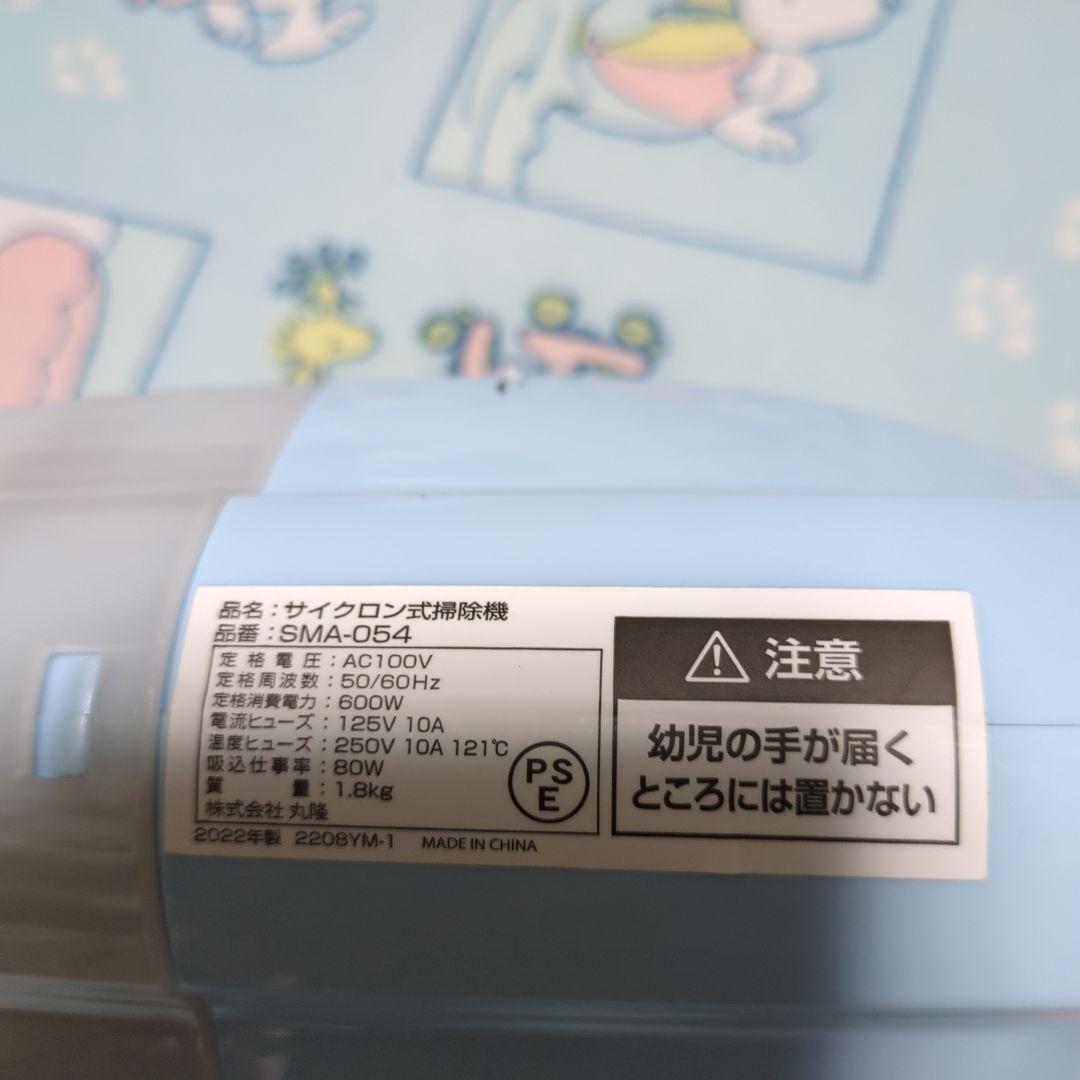 品名：サイクロン式掃除機
品番：SMA-054
定格電圧：AC100V
定格周波数：50/60Hz
定格消費電力：600W
電流ヒューズ：125V 10A
温度ヒューズ：250V 10A 121℃
吸込仕事率：80W
質量：1.8kg
株式会社 丸隆
PS
E
2022年製 2208YM-1 MADE IN CHINA
注意
幼児の手が届く
ところには置かない